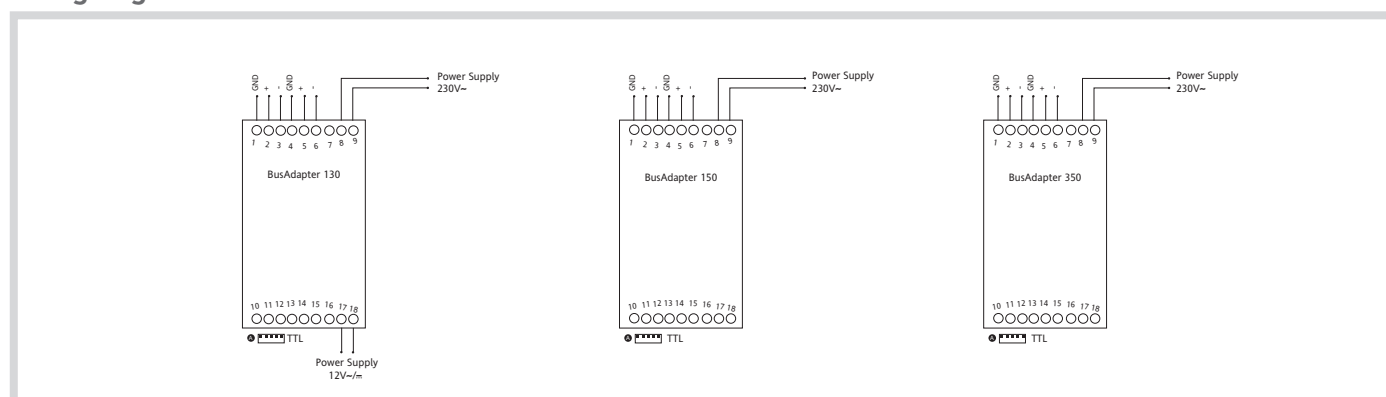 GND + - GND + -
Power Supply
230V~
1 2 3 4 5 6 7 8 9
BusAdapter 130
10 11 12 13 14 15 16 17 18
A TTL
Power Supply
12V~/⎓
GND + - GND + -
Power Supply
230V~
1 2 3 4 5 6 7 8 9
BusAdapter 150
10 11 12 13 14 15 16 17 18
A TTL
GND + - GND + -
Power Supply
230V~
1 2 3 4 5 6 7 8 9
BusAdapter 350
10 11 12 13 14 15 16 17 18
A TTL